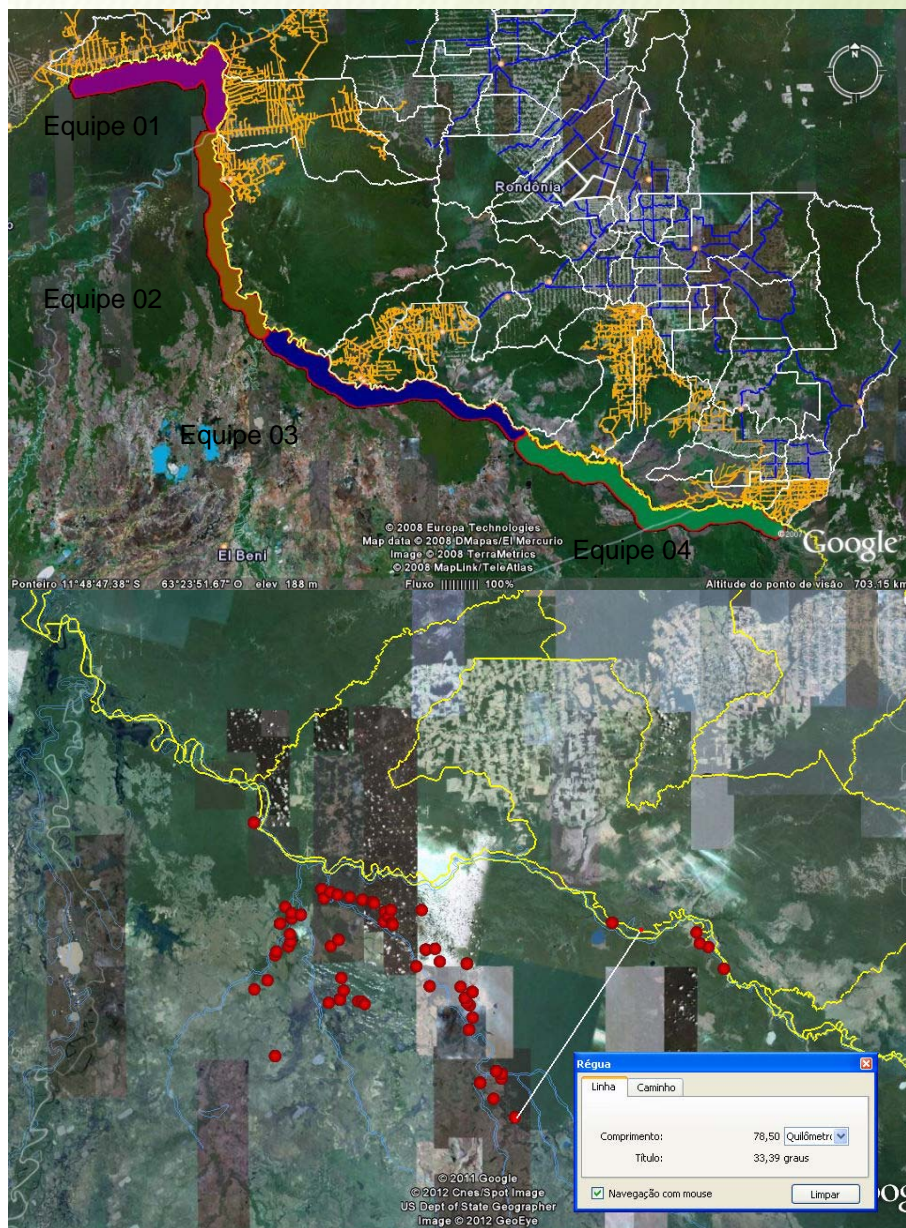 N
Equipe 01
Rondônia
Equipe 02
Equipe 03
© 2008 Europa Technologies
Map data © 2008 DMapas/El Mercurio
Image © 2008 TerraMetrics
© 2008 MapLink/TeleAtlas
El Beni
Equipe 04
© 2007
Google
Ponteiro 11°48'47.38" S 63°23'51.67" O elev 188 m Fluxo |||||||||| 100% Altitude do ponto de visão 703.15 km
Régua
Linha Caminho
Comprimento: 78,50 Quilômetr
Título: 33,39 graus
Navegação com mouse Limpar
© 2011 Google
© 2012 Cnes/Spot Image
US Dept of State Geographer
Image © 2012 GeoEye